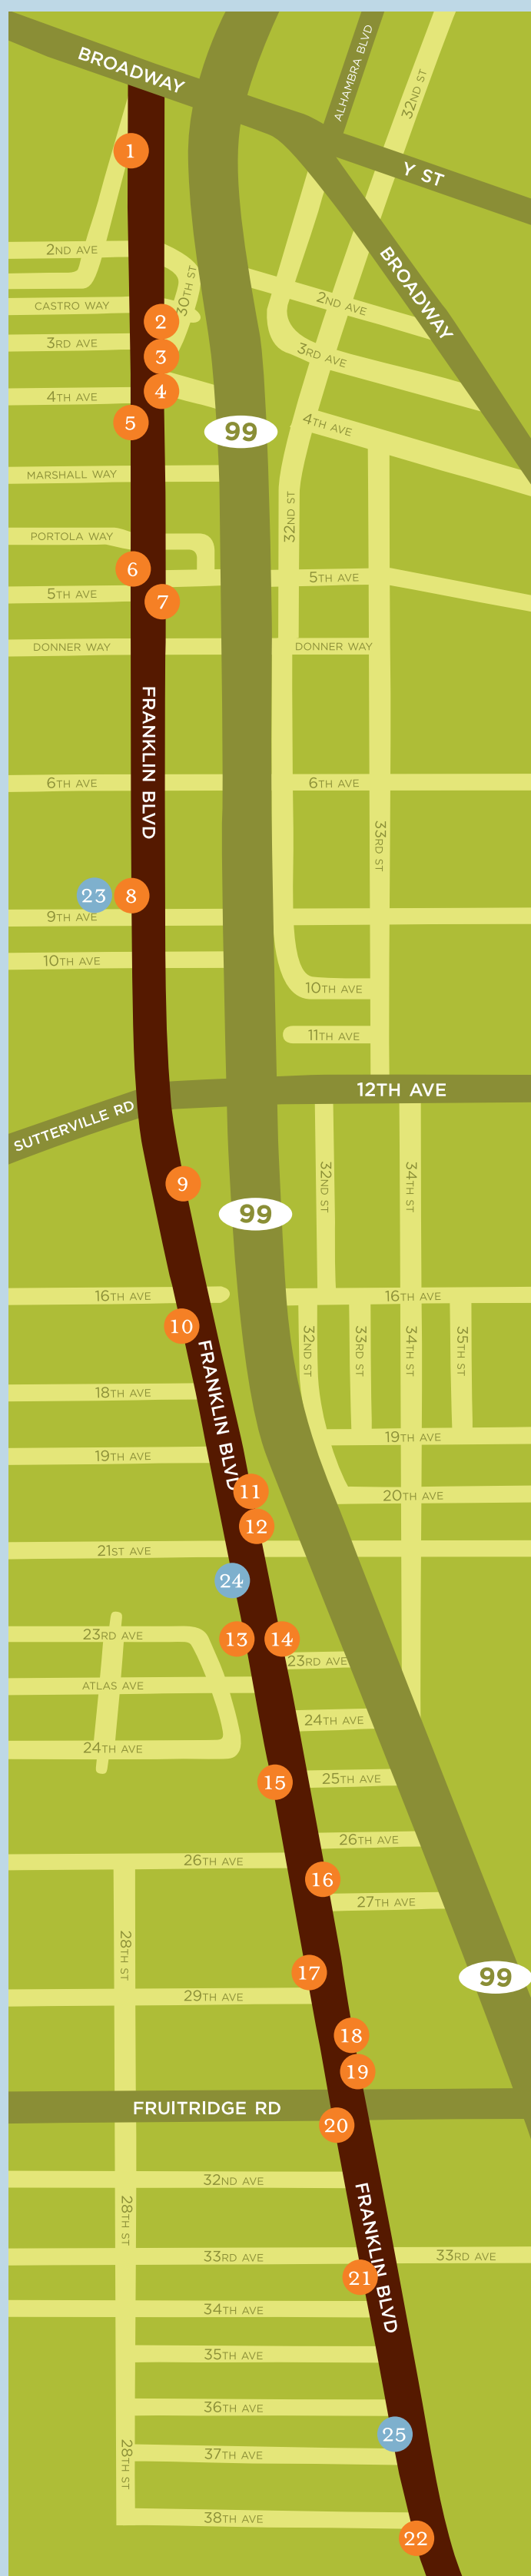 BROADWAY
ALHAMBRA BLVD
32ND ST
1
Y ST
2ND AVE
30TH ST
BROADWAY
CASTRO WAY
2ND AVE
2
3RD AVE
3
3RD AVE
4TH AVE
4
5
4TH AVE
99
MARSHALL WAY
32ND ST
PORTOLA WAY
6
5TH AVE
5TH AVE
7
DONNER WAY
DONNER WAY
FRANKLIN BLVD
6TH AVE
6TH AVE
33RD ST
23
8
9TH AVE
10TH AVE
10TH AVE
11TH AVE
12TH AVE
SUTTERVILLE RD
9
32ND ST
34TH ST
99
16TH AVE
16TH AVE
10
FRANKLIN BLVD
32ND ST
33RD ST
34TH ST
35TH ST
18TH AVE
19TH AVE
19TH AVE
11
20TH AVE
12
21ST AVE
24
23RD AVE
13
14
23RD AVE
ATLAS AVE
24TH AVE
24TH AVE
15
25TH AVE
26TH AVE
26TH AVE
16
27TH AVE
28TH ST
17
99
29TH AVE
18
19
FRUITRIDGE RD
20
32ND AVE
28TH ST
FRANKLIN BLVD
33RD AVE
33RD AVE
21
34TH AVE
35TH AVE
36TH AVE
25
28TH ST
37TH AVE
38TH AVE
22